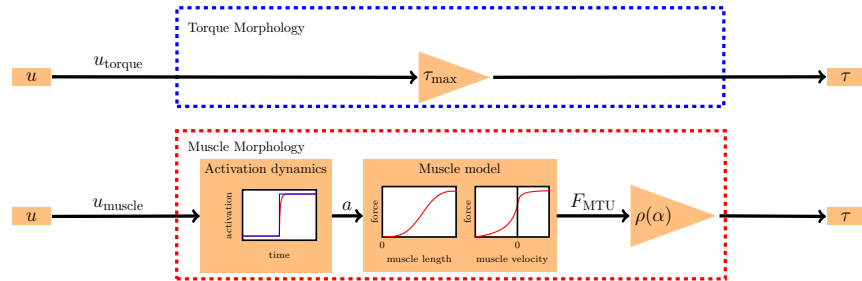 Torque Morphology
u
u_torque
τ_max
τ
Muscle Morphology
Activation dynamics
Muscle model
u
u_muscle
activation
time
a
force
0
muscle length
force
0
muscle velocity
F_MTU
ρ(α)
τ